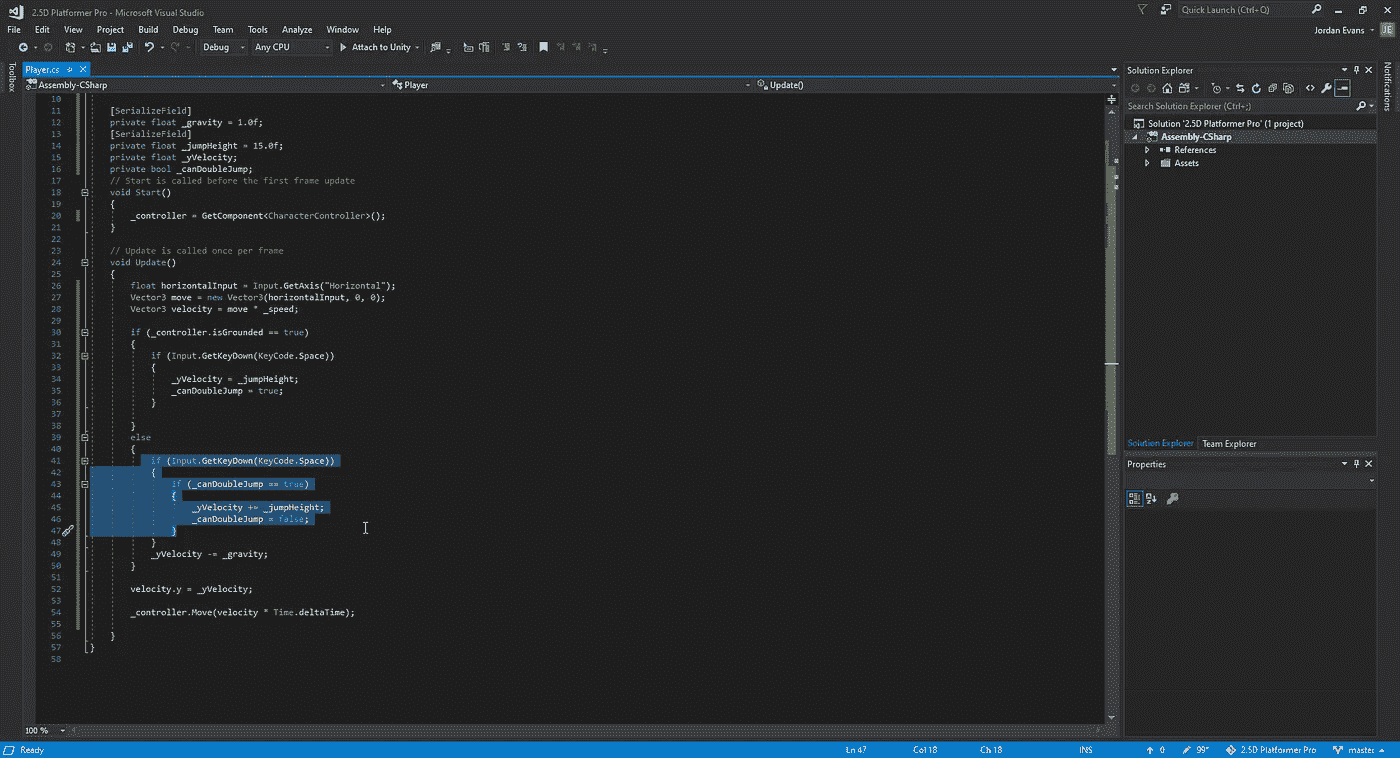 2.5D Platformer Pro - Microsoft Visual Studio
Quick Launch (Ctrl+Q)
File Edit View Project Build Debug Team Tools Analyze Window Help
Jordan Evans JE
Debug Any CPU Attach to Unity
Toolbox
Player.cs
Assembly-CSharp Player Update()
10
11 [SerializeField]
12 private float _gravity = 1.0f;
13 [SerializeField]
14 private float _jumpHeight = 15.0f;
15 private float _yVelocity;
16 private bool _canDoubleJump;
17 // Start is called before the first frame update
18 void Start()
19 {
20 _controller = GetComponent<CharacterController>();
21 }
22
23 // Update is called once per frame
24 void Update()
25 {
26 float horizontalInput = Input.GetAxis("Horizontal");
27 Vector3 move = new Vector3(horizontalInput, 0, 0);
28 Vector3 velocity = move * _speed;
29
30 if (_controller.isGrounded == true)
31 {
32 if (Input.GetKeyDown(KeyCode.Space))
33 {
34 _yVelocity = _jumpHeight;
35 _canDoubleJump = true;
36 }
37
38 }
39 else
40 {
41 if (Input.GetKeyDown(KeyCode.Space))
42 {
43 if (_canDoubleJump == true)
44 {
45 _yVelocity += _jumpHeight;
46 _canDoubleJump = false;
47 }
48 }
49 _yVelocity -= _gravity;
50 }
51
52 velocity.y = _yVelocity;
53
54 _controller.Move(velocity * Time.deltaTime);
55
56 }
57 }
58
100 %
Solution Explorer
Search Solution Explorer (Ctrl+;)
Solution '2.5D Platformer Pro' (1 project)
Assembly-CSharp
References
Assets
Solution Explorer Team Explorer
Properties
Notifications
Ready Ln 47 Col 18 Ch 18 INS 0 99* 2.5D Platformer Pro master